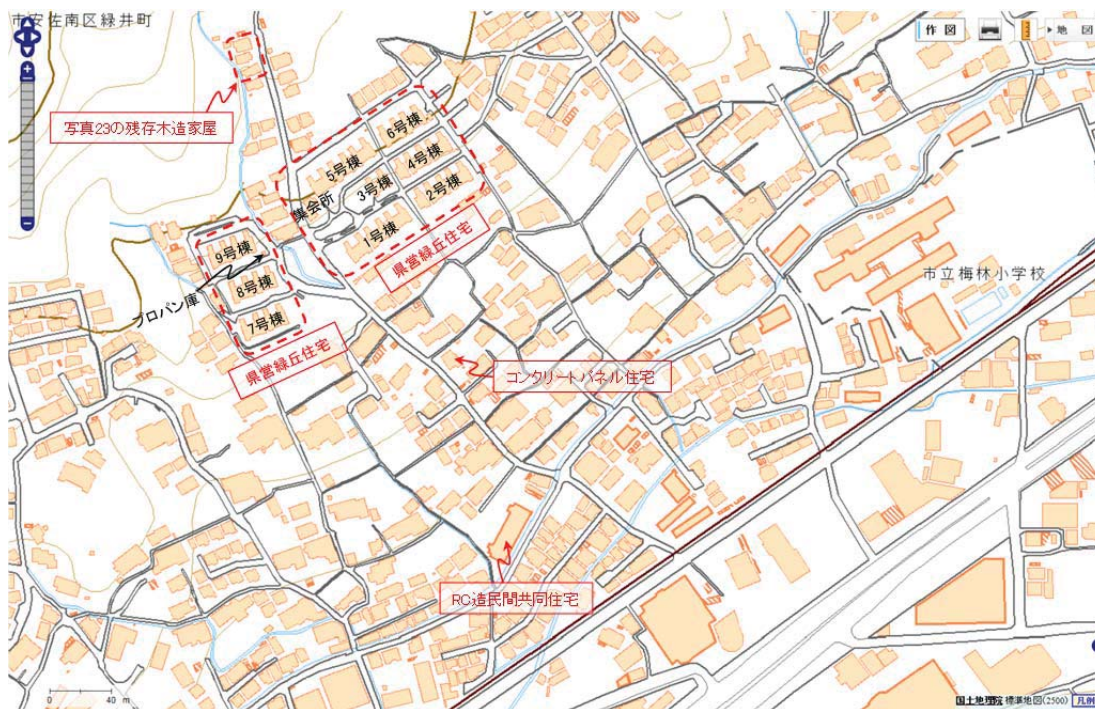 市安佐南区緑井町
作 図
▶地 図
写真23の残存木造家屋
6号棟
5号棟
4号棟
3号棟
2号棟
集会所
1号棟
県営緑丘住宅
9号棟
8号棟
プロパン庫
7号棟
県営緑丘住宅
市立梅林小学校
コンクリートパネル住宅
RC造民間共同住宅
0 40 m
国土地理院 標準地図(2500) 凡例